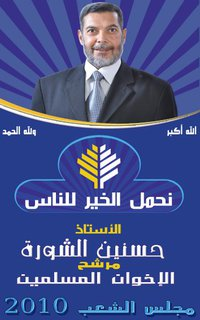 الله أكبر
ولله الحمد
نحمل الخير للناس
الأستاذ
حسنين الشورة
مرشح
الإخوان المسلمين
مجلس الشعب 2010